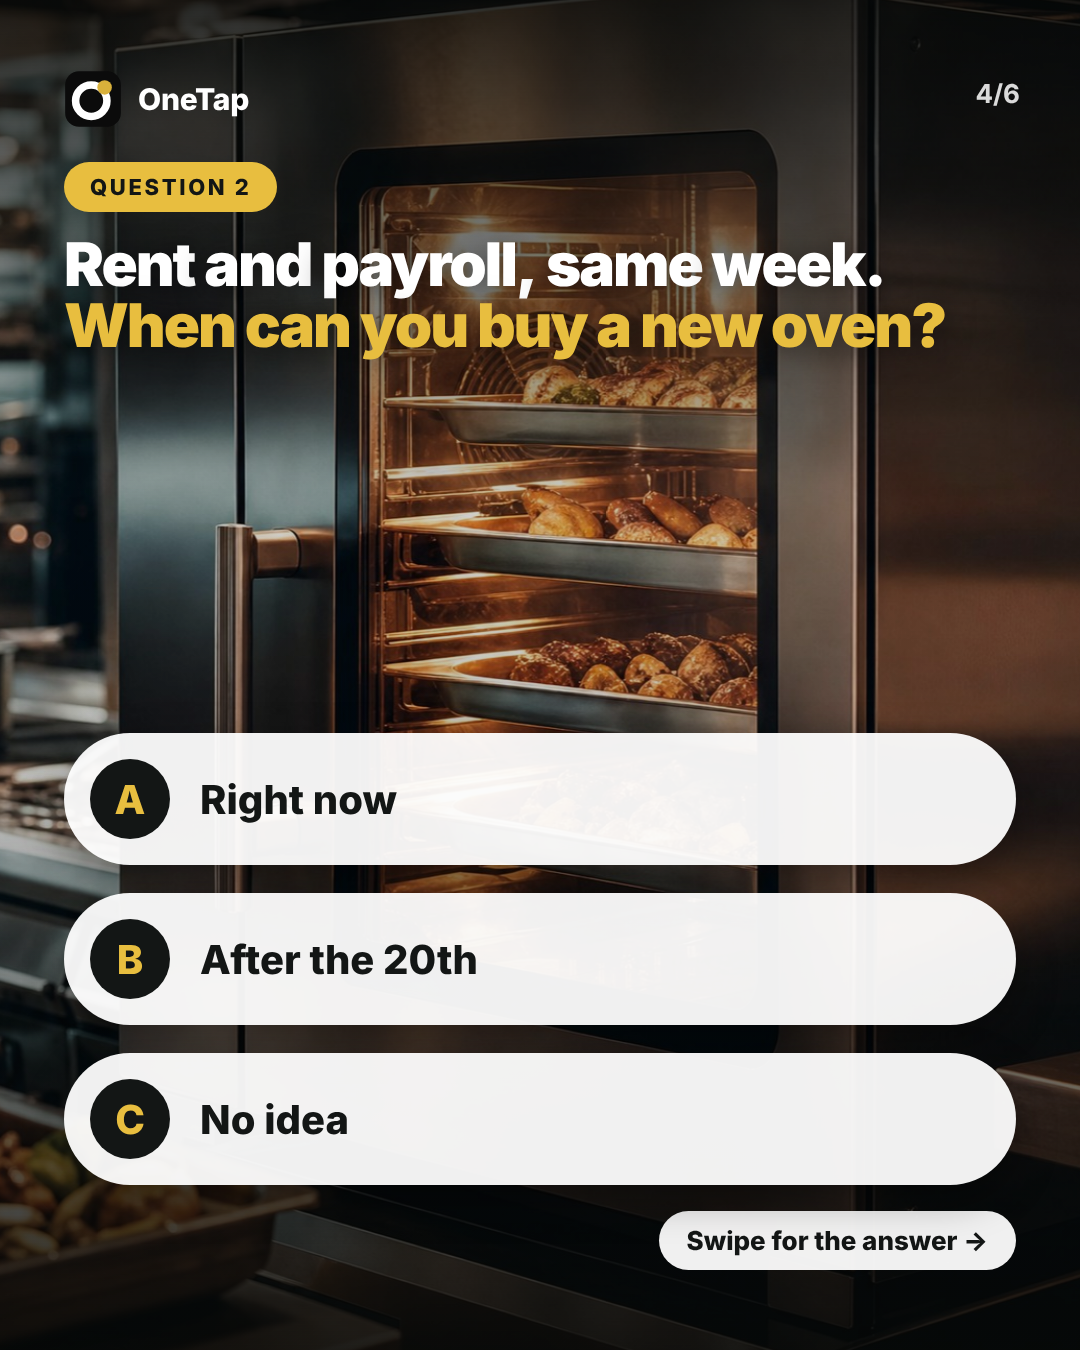 OneTap
4/6
QUESTION 2
Rent and payroll, same week.
When can you buy a new oven?
A Right now
B After the 20th
C No idea
Swipe for the answer →